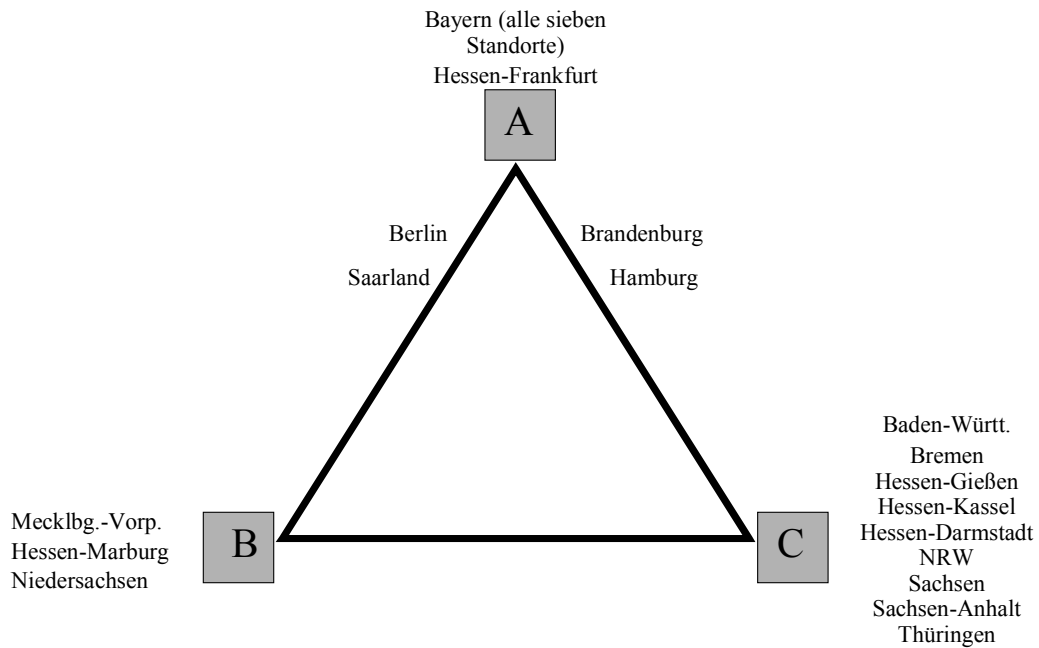 Bayern (alle sieben
Standorte)
Hessen-Frankfurt
A
Berlin
Brandenburg
Saarland
Hamburg
Mecklbg.-Vorp.
Hessen-Marburg
Niedersachsen
B
C
Baden-Württ.
Bremen
Hessen-Gießen
Hessen-Kassel
Hessen-Darmstadt
NRW
Sachsen
Sachsen-Anhalt
Thüringen